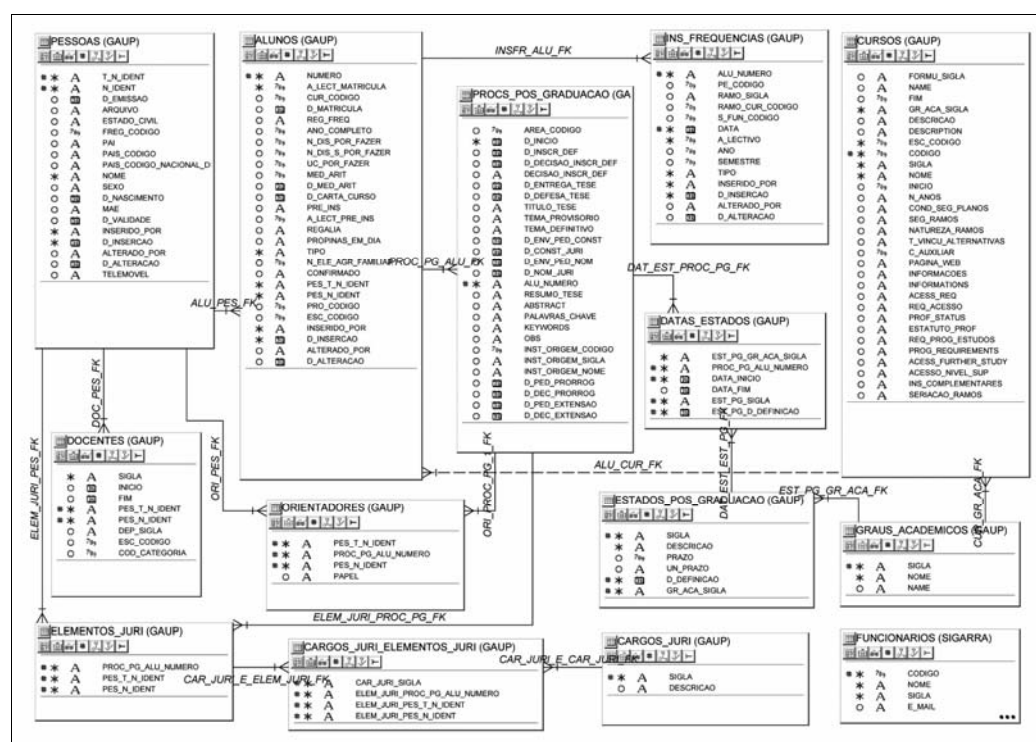 PESSOAS (GAUP)
T_N_IDENT
N_IDENT
D_EMISSAO
ARQUIVO
ESTADO_CIVIL
FREG_CODIGO
PAI
PAIS_CODIGO
PAIS_CODIGO_NACIONAL_D
NOME
SEXO
D_NASCIMENTO
MAE
D_VALIDADE
INSERIDO_POR
D_INSERCAO
ALTERADO_POR
D_ALTERACAO
TELEMOVEL
ALUNOS (GAUP)
NUMERO
A_LECT_MATRICULA
CUR_CODIGO
D_MATRICULA
REG_FREQ
ANO_COMPLETO
N_DIS_POR_FAZER
N_DIS_S_POR_FAZER
UC_POR_FAZER
MED_ARIT
D_MED_ARIT
D_CARTA_CURSO
PRE_INS
A_LECT_PRE_INS
REGALIA
PROPINAS_EM_DIA
TIPO
N_ELE_AGR_FAMILIAR
CONFIRMADO
PES_T_N_IDENT
PES_N_IDENT
PRO_CODIGO
ESC_CODIGO
INSERIDO_POR
D_INSERCAO
ALTERADO_POR
D_ALTERACAO
INSFR_ALU_FK
PROCS_POS_GRADUACAO (GA
AREA_CODIGO
D_INICIO
D_INSCR_DEF
D_DECISAO_INSCR_DEF
DECISAO_INSCR_DEF
D_ENTREGA_TESE
D_DEFESA_TESE
TITULO_TESE
TEMA_PROVISORIO
TEMA_DEFINITIVO
D_ENV_PED_CONST
D_CONST_JURI
D_ENV_PED_NOM
D_NOM_JURI
ALU_NUMERO
RESUMO_TESE
ABSTRACT
PALAVRAS_CHAVE
KEYWORDS
OBS
INST_ORIGEM_CODIGO
INST_ORIGEM_SIGLA
INST_ORIGEM_NOME
D_PED_PRORROG
D_DEC_PRORROG
D_PED_EXTENSAO
D_DEC_EXTENSAO
INS_FREQUENCIAS (GAUP)
ALU_NUMERO
PE_CODIGO
RAMO_SIGLA
RAMO_CUR_CODIGO
S_FUN_CODIGO
DATA
A_LECTIVO
ANO
SEMESTRE
TIPO
INSERIDO_POR
D_INSERCAO
ALTERADO_POR
D_ALTERACAO
CURSOS (GAUP)
FORMU_SIGLA
NAME
FIM
GR_ACA_SIGLA
DESCRICAO
DESCRIPTION
ESC_CODIGO
CODIGO
SIGLA
NOME
INICIO
N_ANOS
COND_SEG_PLANOS
SEG_RAMOS
NATUREZA_RAMOS
T_VINCU_ALTERNATIVAS
C_AUXILIAR
PAGINA_WEB
INFORMACOES
INFORMATIONS
ACESS_REQ
REQ_ACESSO
PROF_STATUS
ESTATUTO_PROF
REQ_PROG_ESTUDOS
PROG_REQUIREMENTS
ACESS_FURTHER_STUDY
ACESSO_NIVEL_SUP
INS_COMPLEMENTARES
SERIACAO_RAMOS
PROC_PG_ALU_FK
DAT_EST_PROC_PG_FK
ALU_PES_FK
DATAS_ESTADOS (GAUP)
EST_PG_GR_ACA_SIGLA
PROC_PG_ALU_NUMERO
DATA_INICIO
DATA_FIM
EST_PG_SIGLA
EST_PG_D_DEFINICAO
DOC_PES_FK
ELEM_JURI_PES_FK
ORI_PES_FK
DOCENTES (GAUP)
SIGLA
INICIO
FIM
PES_T_N_IDENT
PES_N_IDENT
DEP_SIGLA
ESC_CODIGO
COD_CATEGORIA
ALU_CUR_FK
ORI_PROC_PG_1_FK
DAT_EST_EST_PG_FK
EST_PG_GR_ACA_FK
CUR_GR_ACA_FK
ORIENTADORES (GAUP)
PES_T_N_IDENT
PROC_PG_ALU_NUMERO
PES_N_IDENT
PAPEL
ESTADOS_POS_GRADUACAO (GAUP)
SIGLA
DESCRICAO
PRAZO
UN_PRAZO
D_DEFINICAO
GR_ACA_SIGLA
GRAUS_ACADEMICOS (GAUP)
SIGLA
NOME
NAME
ELEM_JURI_PROC_PG_FK
ELEMENTOS_JURI (GAUP)
PROC_PG_ALU_NUMERO
PES_T_N_IDENT
PES_N_IDENT
CAR_JURI_E_ELEM_JURI_FK
CARGOS_JURI_ELEMENTOS_JURI (GAUP)
CAR_JURI_SIGLA
ELEM_JURI_PROC_PG_ALU_NUMERO
ELEM_JURI_PES_T_N_IDENT
ELEM_JURI_PES_N_IDENT
CAR_JURI_E_CAR_JURI_FK
CARGOS_JURI (GAUP)
SIGLA
DESCRICAO
FUNCIONARIOS (SIGARRA)
CODIGO
NOME
SIGLA
E_MAIL